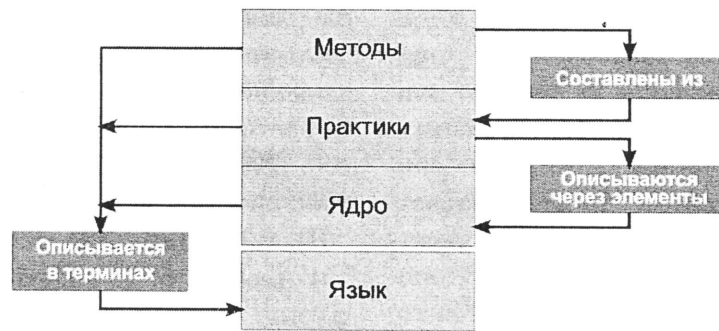 Методы
Составлены из
Практики
Описываются
через элементы
Ядро
Описывается
в терминах
Язык